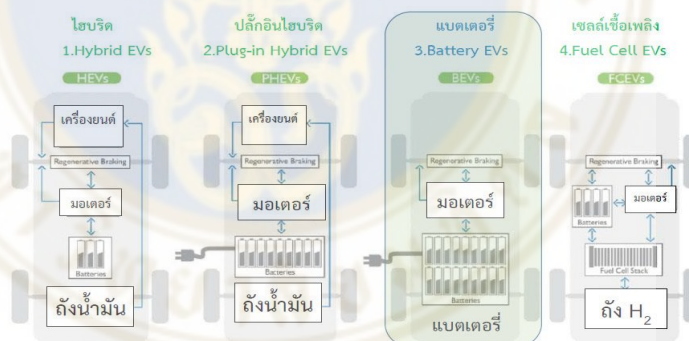 ไฮบริด
1.Hybrid EVs
HEVs
เครื่องยนต์
Regenerative Braking
มอเตอร์
Batteries
ถังน้ำมัน
ปลั๊กอินไฮบริด
2.Plug-in Hybrid EVs
PHEVs
เครื่องยนต์
Regenerative Braking
มอเตอร์
Batteries
ถังน้ำมัน
แบตเตอรี่
3.Battery EVs
BEVs
Regenerative Braking
มอเตอร์
Batteries
แบตเตอรี่
เซลล์เชื้อเพลิง
4.Fuel Cell EVs
FCEVs
Regenerative Braking
มอเตอร์
Batteries
Fuel Cell Stack
ถัง H₂